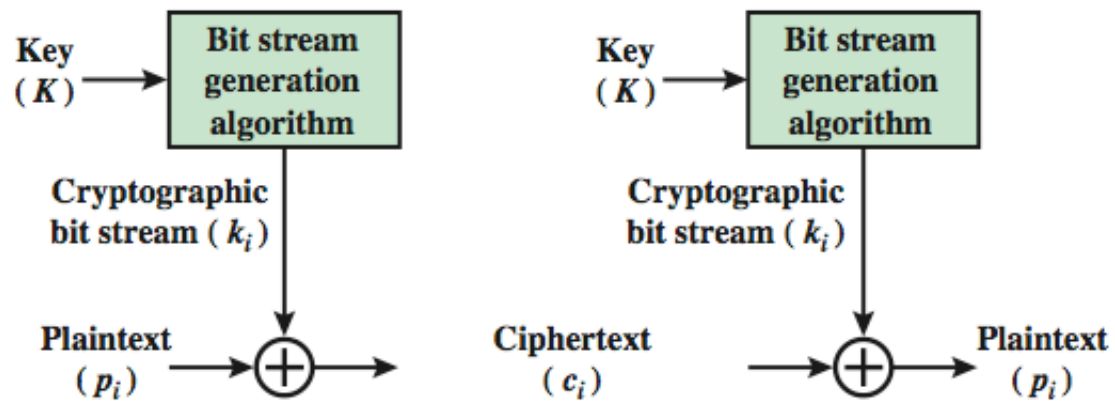 Key
( K )
Bit stream
generation
algorithm
Cryptographic
bit stream ( kᵢ )
Plaintext
( pᵢ )
Key
( K )
Bit stream
generation
algorithm
Cryptographic
bit stream ( kᵢ )
Ciphertext
( cᵢ )
Plaintext
( pᵢ )